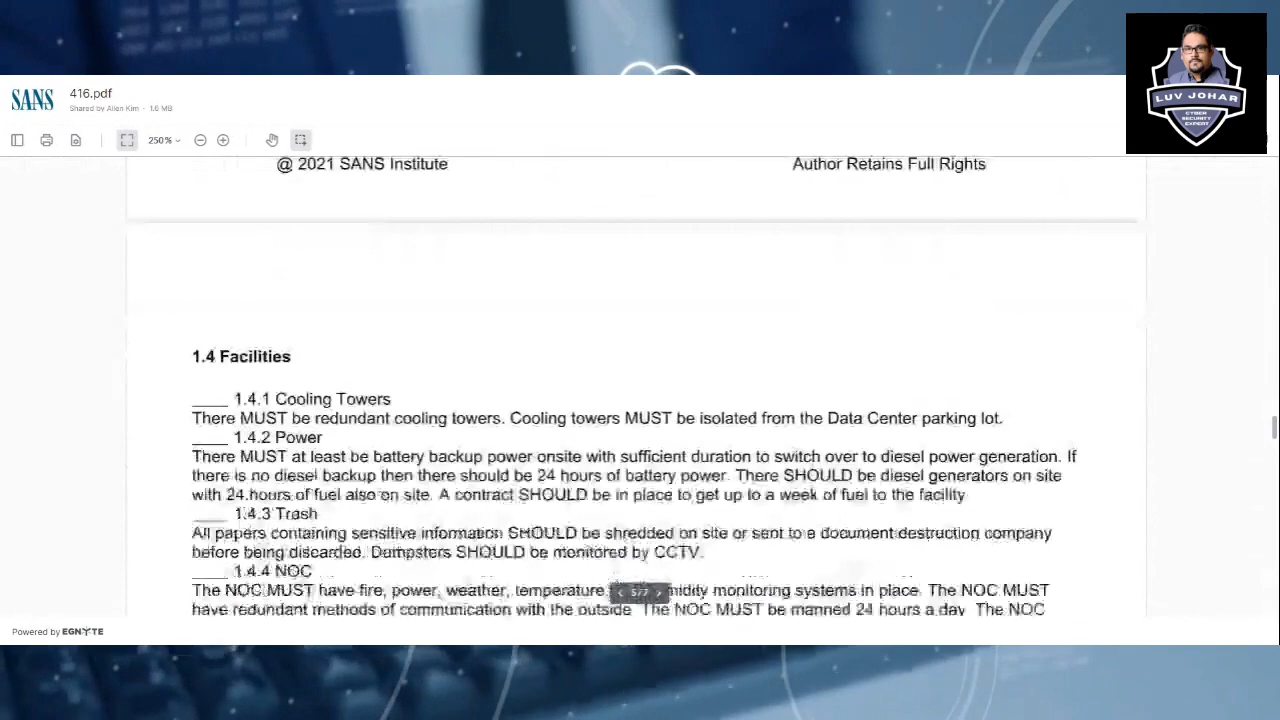 SANS
416.pdf
Shared by Allen Kim · 1.6 MB
250%
LUV JOHAR
CYBER
SECURITY
EXPERT
@ 2021 SANS Institute
Author Retains Full Rights
1.4 Facilities
____ 1.4.1 Cooling Towers
There MUST be redundant cooling towers. Cooling towers MUST be isolated from the Data Center parking lot.
____ 1.4.2 Power
There MUST at least be battery backup power onsite with sufficient duration to switch over to diesel power generation. If
there is no diesel backup then there should be 24 hours of battery power. There SHOULD be diesel generators on site
with 24 hours of fuel also on site. A contract SHOULD be in place to get up to a week of fuel to the facility
____ 1.4.3 Trash
All papers containing sensitive information SHOULD be shredded on site or sent to a document destruction company
before being discarded. Dumpsters SHOULD be monitored by CCTV.
____ 1.4.4 NOC
The NOC MUST have fire, power, weather, temperature midity monitoring systems in place. The NOC MUST
5/7
have redundant methods of communication with the outside. The NOC MUST be manned 24 hours a day. The NOC
Powered by EGNYTE